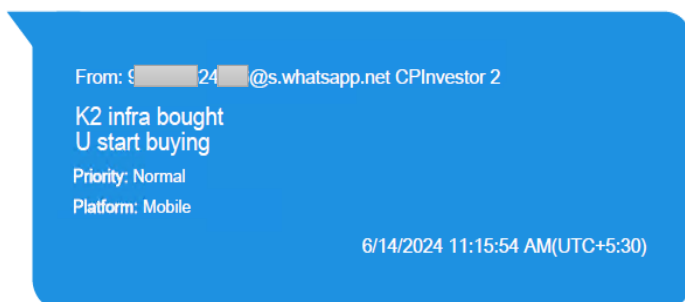 From: 9 24 @s.whatsapp.net CPInvestor 2
K2 infra bought
U start buying
Priority: Normal
Platform: Mobile
6/14/2024 11:15:54 AM(UTC+5:30)